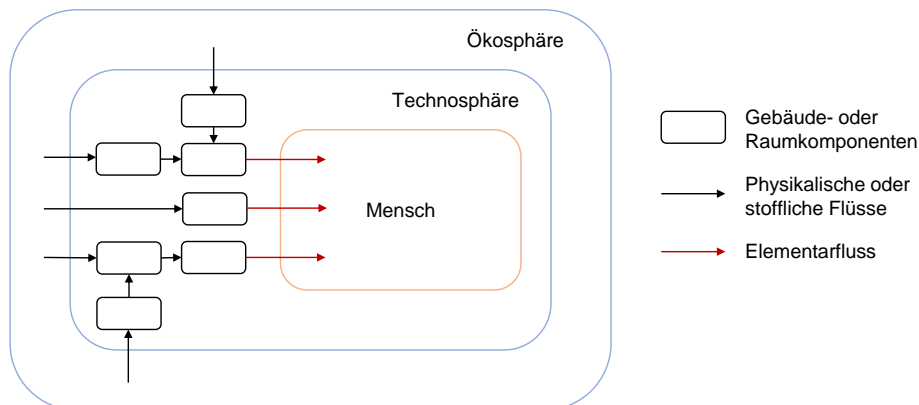 Ökosphäre
Technosphäre
Mensch
Gebäude- oder
Raumkomponenten
Physikalische oder
stoffliche Flüsse
Elementarfluss